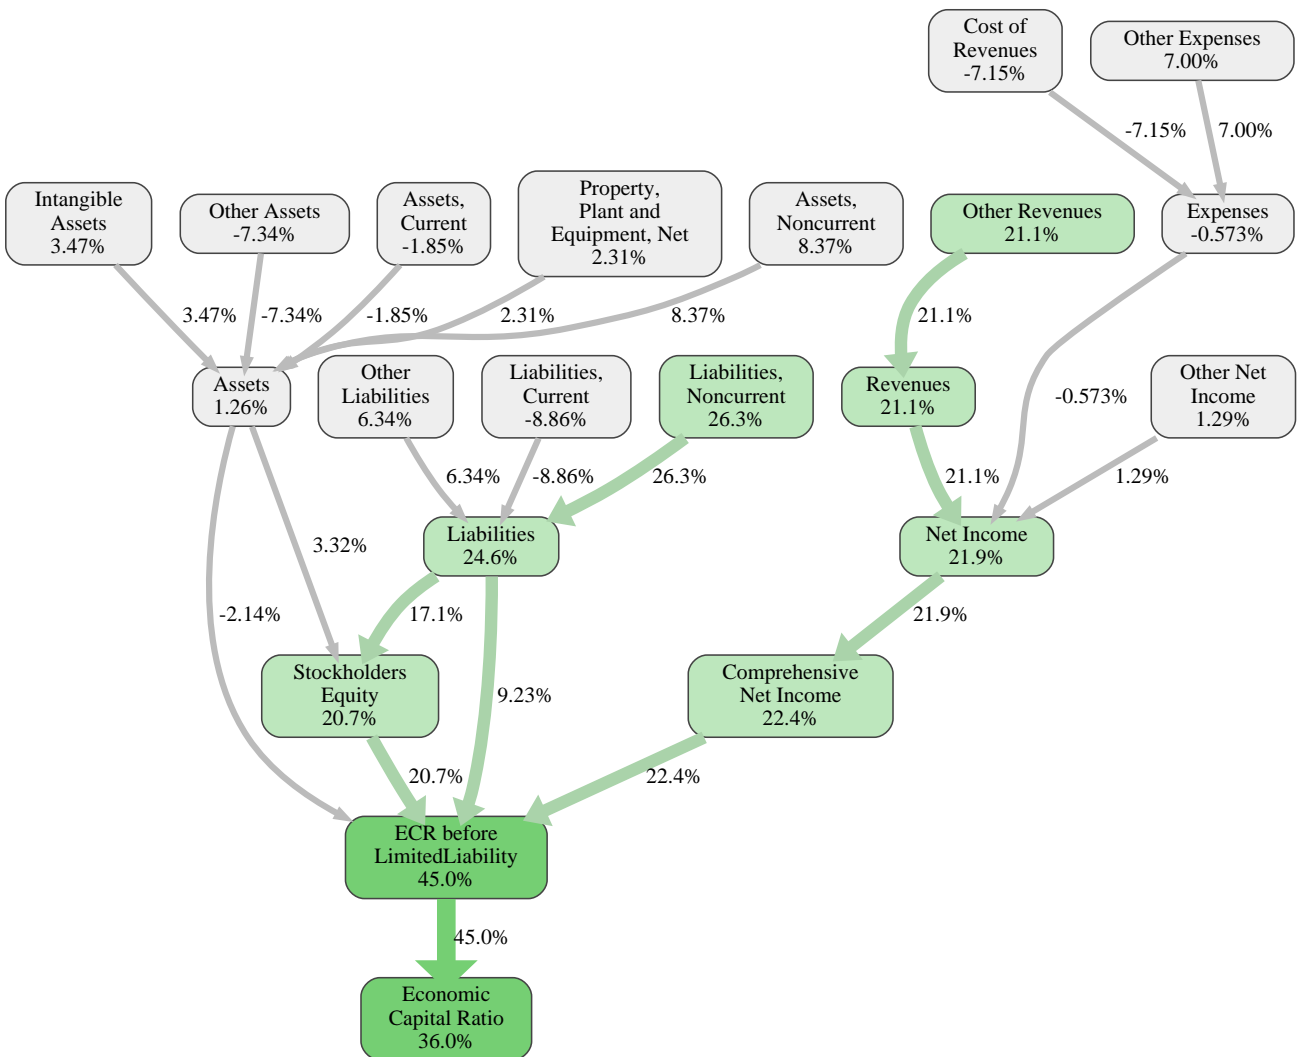 Cost of
Revenues
-7.15%
Other Expenses
7.00%
-7.15%
7.00%
Intangible
Assets
3.47%
Other Assets
-7.34%
Assets,
Current
-1.85%
Property,
Plant and
Equipment, Net
2.31%
Assets,
Noncurrent
8.37%
Other Revenues
21.1%
Expenses
-0.573%
3.47%
-7.34%
-1.85%
2.31%
8.37%
21.1%
Assets
1.26%
Other
Liabilities
6.34%
Liabilities,
Current
-8.86%
Liabilities,
Noncurrent
26.3%
Revenues
21.1%
-0.573%
Other Net
Income
1.29%
6.34%
-8.86%
26.3%
21.1%
1.29%
3.32%
Liabilities
24.6%
Net Income
21.9%
-2.14%
17.1%
21.9%
Stockholders
Equity
20.7%
9.23%
Comprehensive
Net Income
22.4%
20.7%
22.4%
ECR before
LimitedLiability
45.0%
45.0%
Economic
Capital Ratio
36.0%